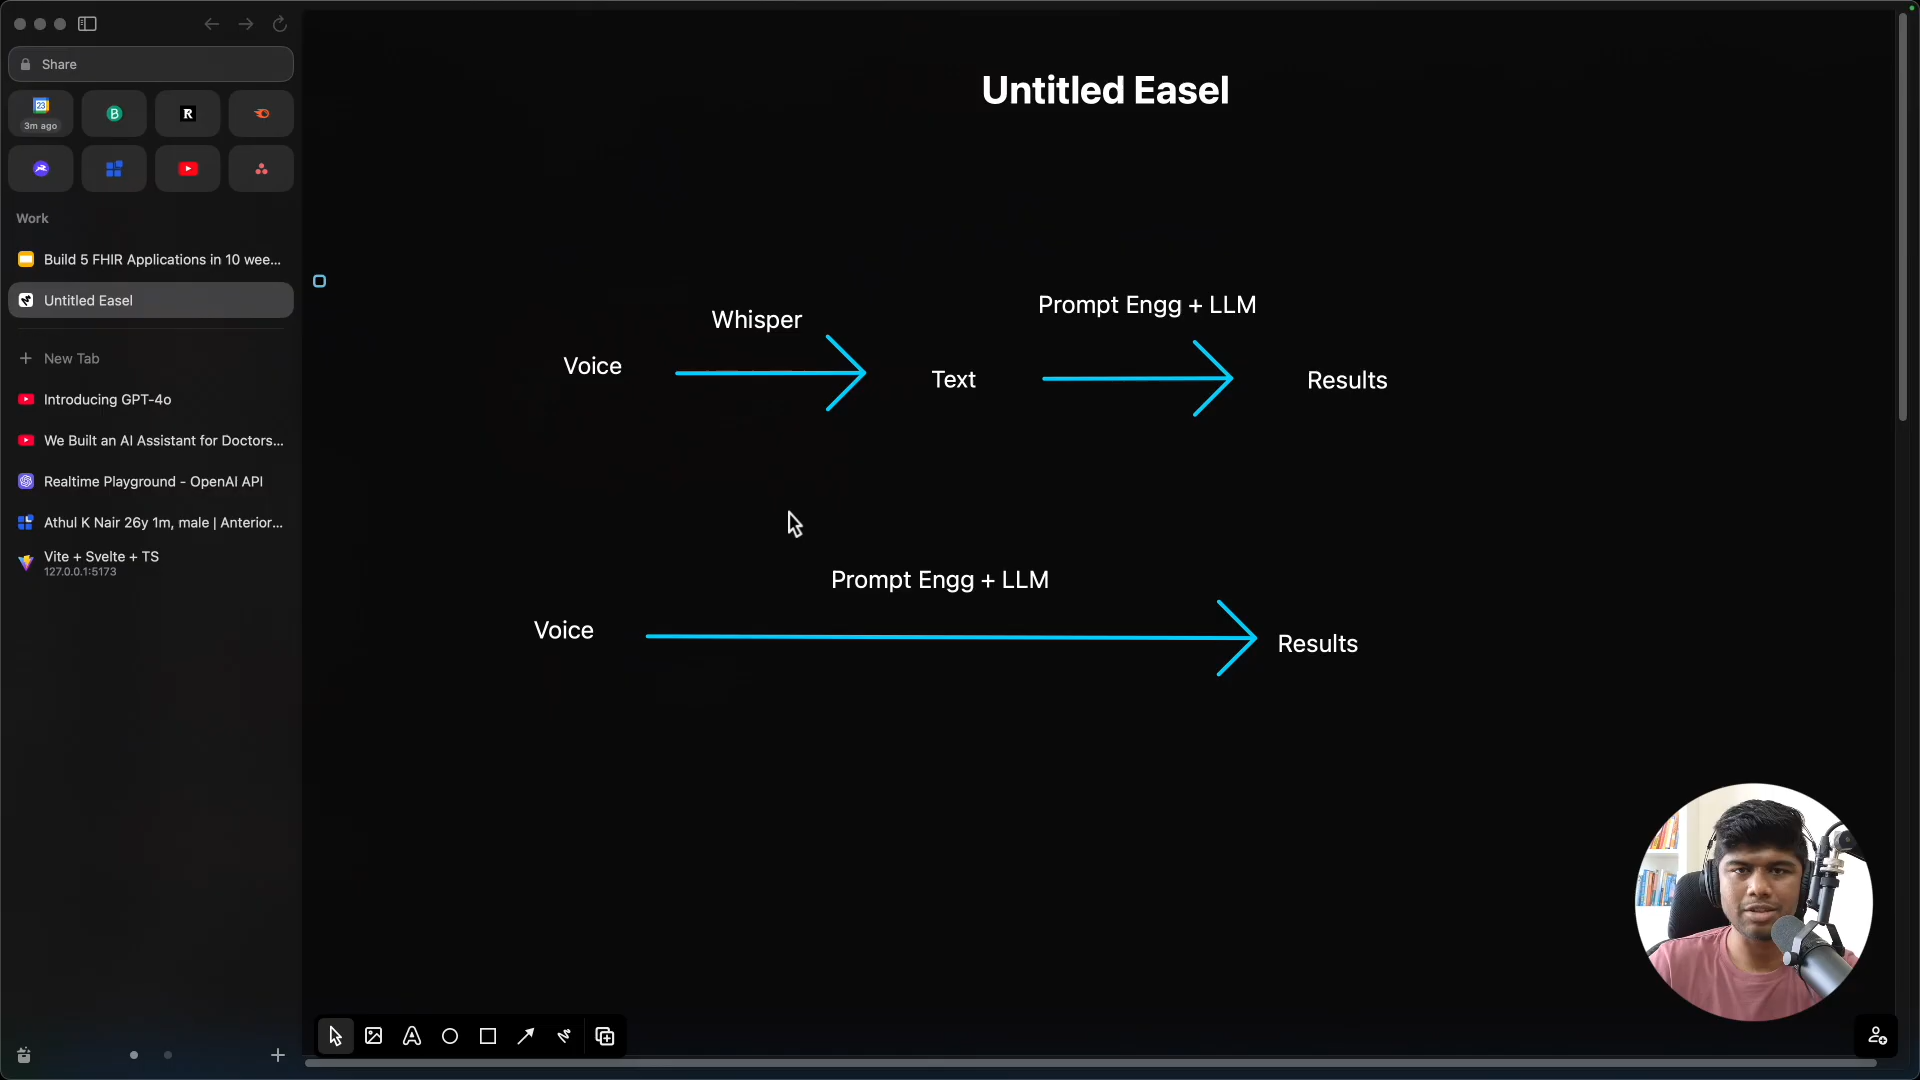 Share
23
3m ago
B
R
Work
Build 5 FHIR Applications in 10 wee...
Untitled Easel
New Tab
Introducing GPT-4o
We Built an AI Assistant for Doctors...
Realtime Playground - OpenAI API
Athul K Nair 26y 1m, male | Anterior...
Vite + Svelte + TS
127.0.0.1:5173
Untitled Easel
Whisper
Prompt Engg + LLM
Voice
Text
Results
Prompt Engg + LLM
Voice
Results